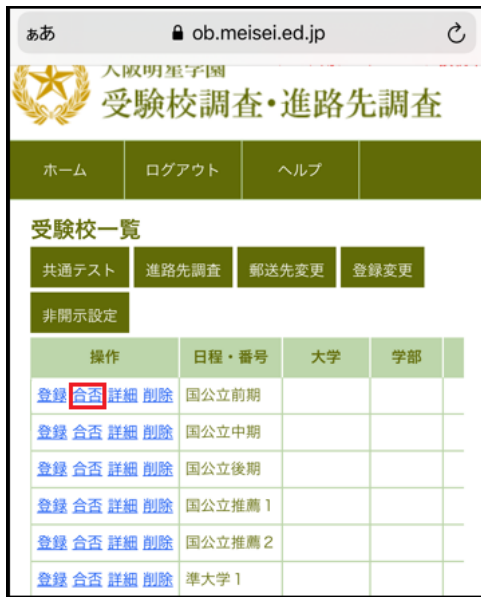 ぁあ ob.meisei.ed.jp
大阪明星学園
受験校調査・進路先調査
ホーム ログアウト ヘルプ
受験校一覧
共通テスト 進路先調査 郵送先変更 登録変更
非開示設定
操作 日程・番号 大学 学部
登録 合否 詳細 削除 国公立前期
登録 合否 詳細 削除 国公立中期
登録 合否 詳細 削除 国公立後期
登録 合否 詳細 削除 国公立推薦1
登録 合否 詳細 削除 国公立推薦2
登録 合否 詳細 削除 準大学1